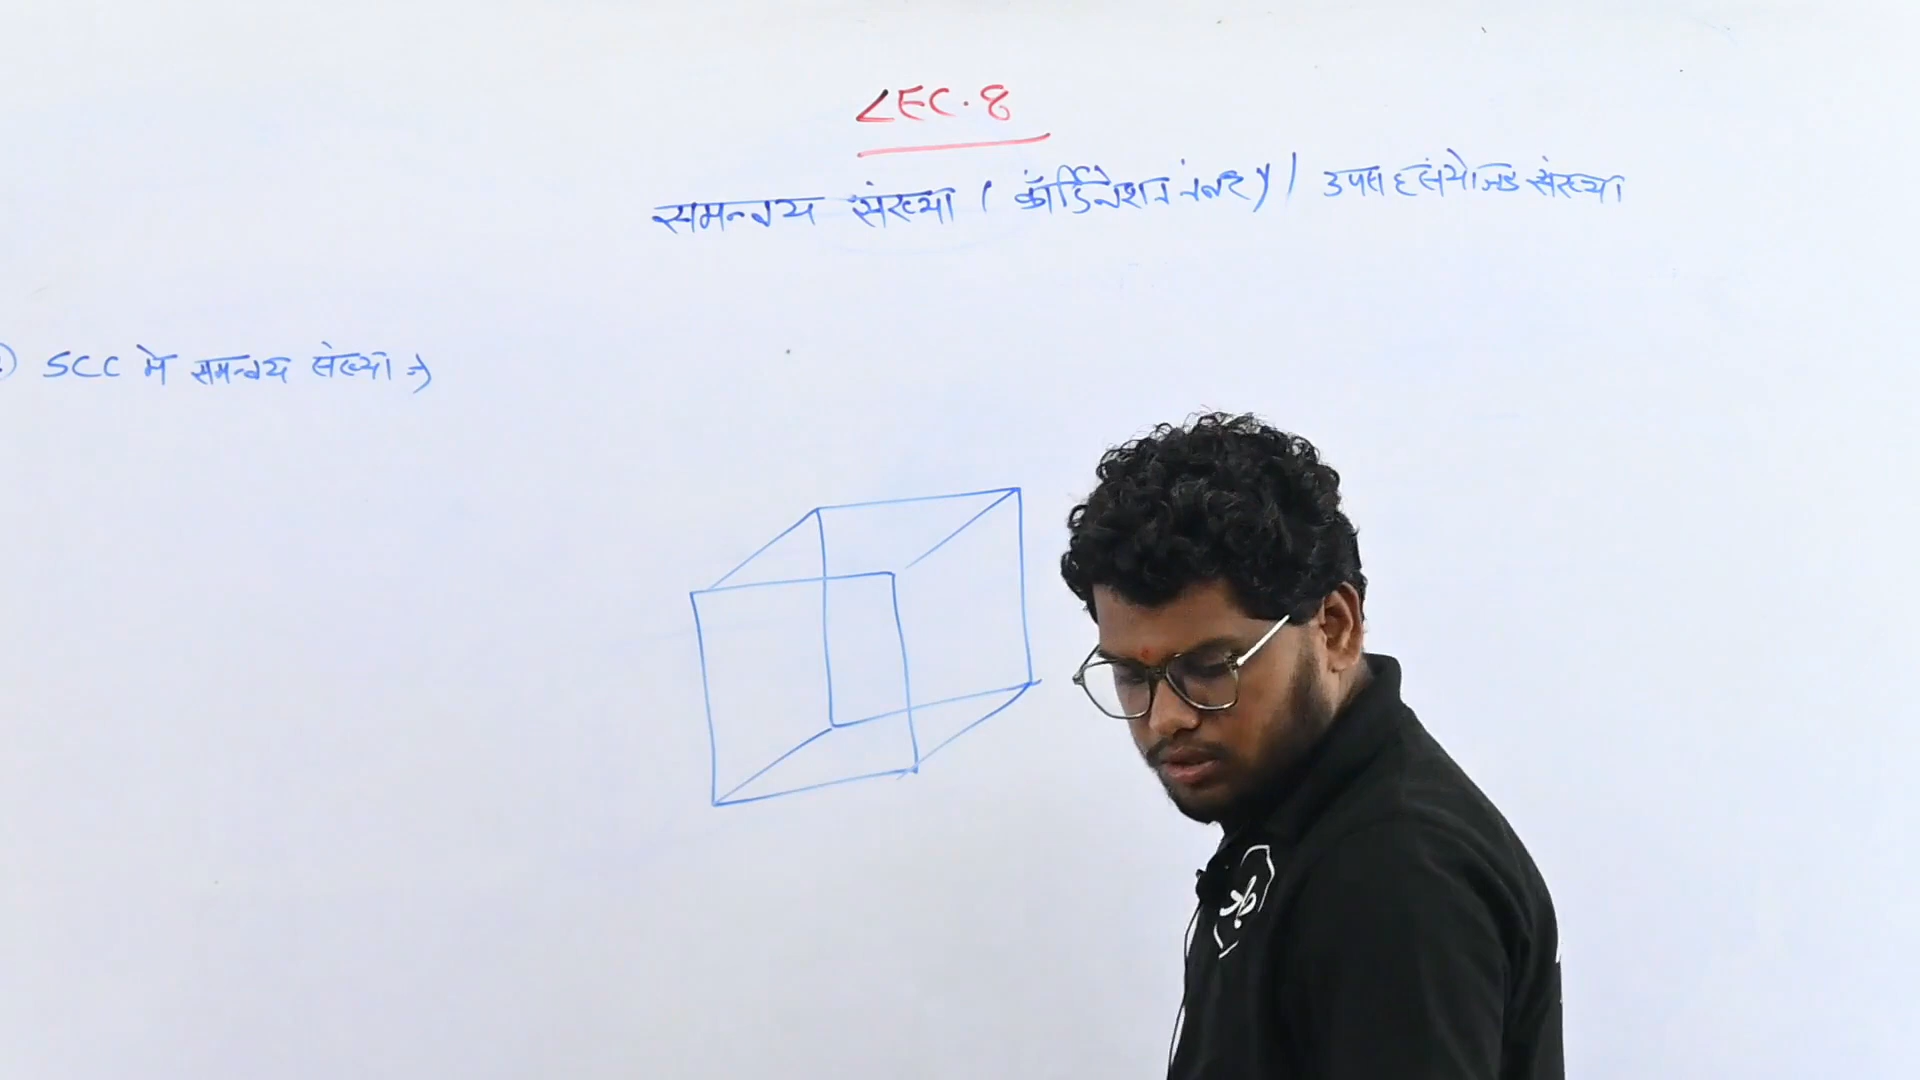 LEC.8
समन्वय संख्या ( कॉर्डिनेशन नंबर ) / उपसहसंयोजक संख्या
SCC में समन्वय संख्या →